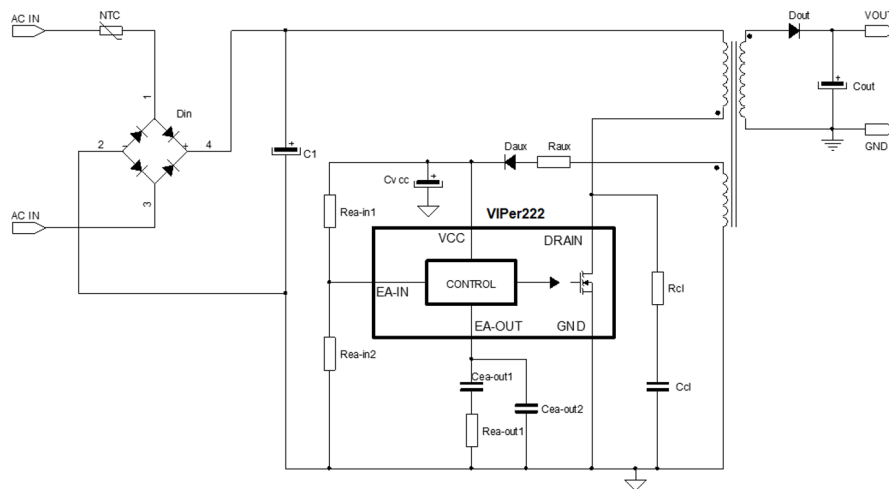 AC IN
NTC
Dout
VOUT
1
Din
2
4
3
C1
Cout
GND
Daux
Raux
Cv cc
AC IN
Rea-in1
VIPer222
VCC
DRAIN
CONTROL
EA-IN
Rcl
EA-OUT
GND
Rea-in2
Cea-out1
Cea-out2
Ccl
Rea-out1